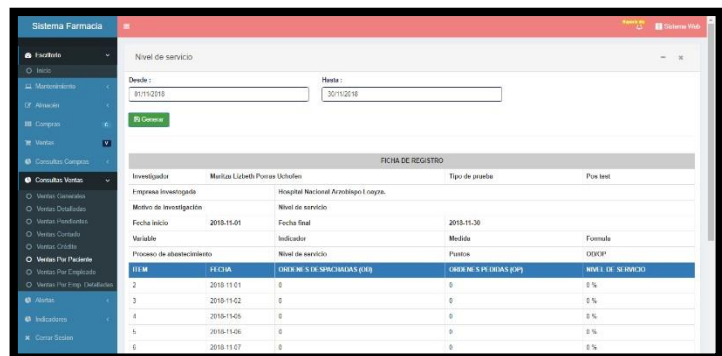 Sistema Farmacia
Sistema Web
Escritorio
Inicio
Mantenimiento
Almacén
Compras
Ventas V
Consultas Compras
Consultas Ventas
Ventas Generales
Ventas Detalladas
Ventas Pendientes
Ventas Contado
Ventas Crédito
Ventas Por Paciente
Ventas Por Empleado
Ventas Por Emp. Detalladas
Alertas
Indicadores
Cerrar Sesion
Nivel de servicio
Desde : Hasta :
01/11/2018 30/11/2018
Generar
FICHA DE REGISTRO
Investigador Maritza Lizbeth Tipo de prueba Pos test
Empresa investogada Hospital Nacional Arzobispo Loayza.
Motivo de investigación Nivel de servicio
Fecha inicio 2018-11-01 Fecha final 2018-11-30
Variable Indicador Medida Formula
Proceso de abastecimiento Nivel de servicio Puntos OD/OP
ITEM FECHA ORDENES DESPACHADAS (OD) ORDENES PEDIDAS (OP) NIVEL DE SERVICIO
2 2018-11-01 0 0 0 %
3 2018-11-02 0 0 0 %
4 2018-11-05 0 0 0 %
5 2018-11-06 0 0 0 %
6 2018-11-07 0 0 0 %